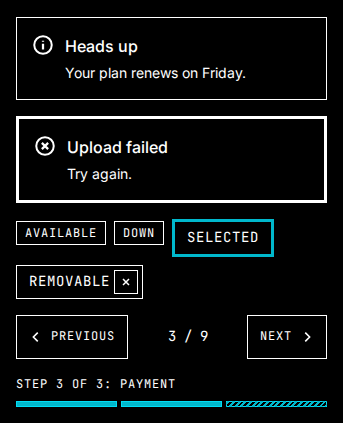 Heads up
Your plan renews on Friday.
Upload failed
Try again.
AVAILABLE DOWN SELECTED
REMOVABLE ×
PREVIOUS 3 / 9 NEXT
STEP 3 OF 3: PAYMENT